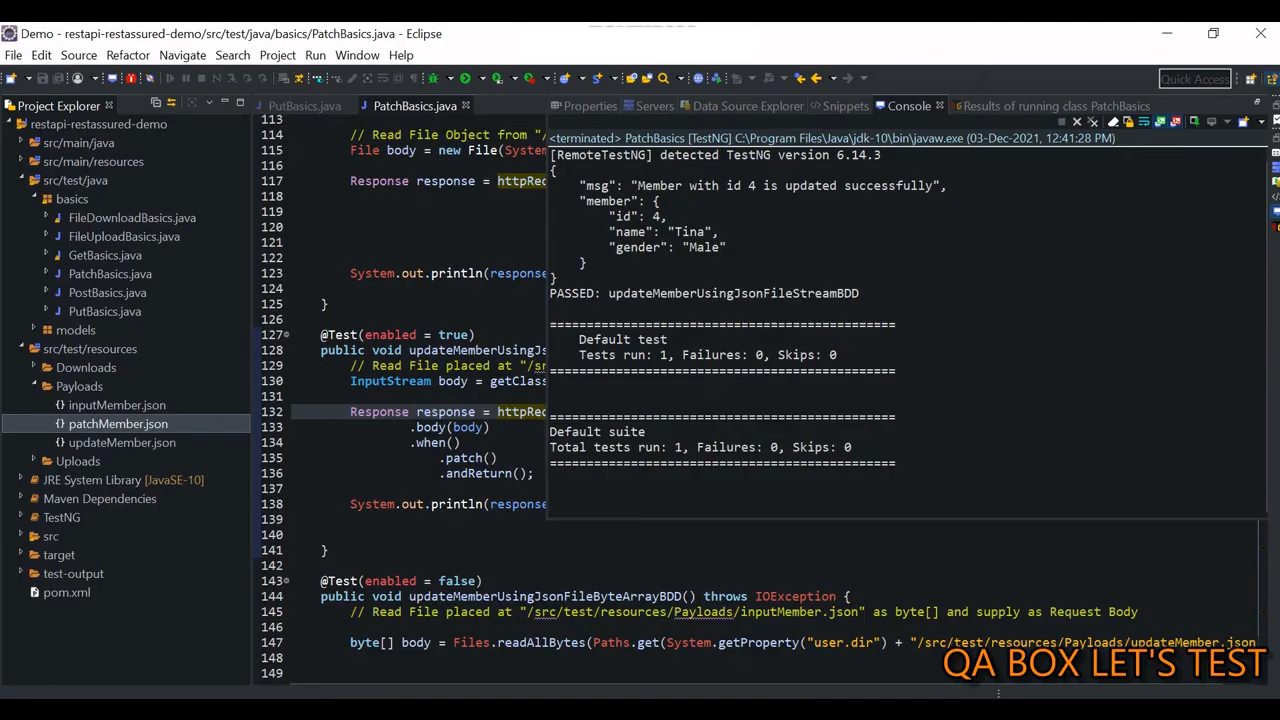 Demo - restapi-restassured-demo/src/test/java/basics/PatchBasics.java - Eclipse
File Edit Source Refactor Navigate Search Project Run Window Help
Quick Access
Project Explorer
restapi-restassured-demo
src/main/java
src/main/resources
src/test/java
basics
FileDownloadBasics.java
FileUploadBasics.java
GetBasics.java
PatchBasics.java
PostBasics.java
PutBasics.java
models
src/test/resources
Downloads
Payloads
{} inputMember.json
{} patchMember.json
{} updateMember.json
Uploads
JRE System Library [JavaSE-10]
Maven Dependencies
TestNG
src
target
test-output
pom.xml
PutBasics.java PatchBasics.java
113
114 // Read File Object from "/
115 File body = new File(System
116
117 Response response = httpReq
118
119
120
122
123 System.out.println(response
124
125 }
126
127 @Test(enabled = true)
128 public void updateMemberUsingJs
129 // Read File placed at "/sr
130 InputStream body = getClass
131
132 Response response = httpReq
133 .body(body)
134 .when()
135 .patch()
136 .andReturn();
137
138 System.out.println(response
139
140
141 }
142
143 @Test(enabled = false)
144 public void updateMemberUsingJsonFileByteArrayBDD() throws IOException {
145 // Read File placed at "/src/test/resources/Payloads/inputMember.json" as byte[] and supply as Request Body
146
147 byte[] body = Files.readAllBytes(Paths.get(System.getProperty("user.dir") + "/src/test/resources/Payloads/updateMember.json
148
149
Properties Servers Data Source Explorer Snippets Console Results of running class PatchBasics
<terminated> PatchBasics [TestNG] C:\Program Files\Java\jdk-10\bin\javaw.exe (03-Dec-2021, 12:41:28 PM)
[RemoteTestNG] detected TestNG version 6.14.3
{
"msg": "Member with id 4 is updated successfully",
"member": {
"id": 4,
"name": "Tina",
"gender": "Male"
}
}
PASSED: updateMemberUsingJsonFileStreamBDD
===============================================
Default test
Tests run: 1, Failures: 0, Skips: 0
===============================================
===============================================
Default suite
Total tests run: 1, Failures: 0, Skips: 0
===============================================
QA BOX LET'S TEST